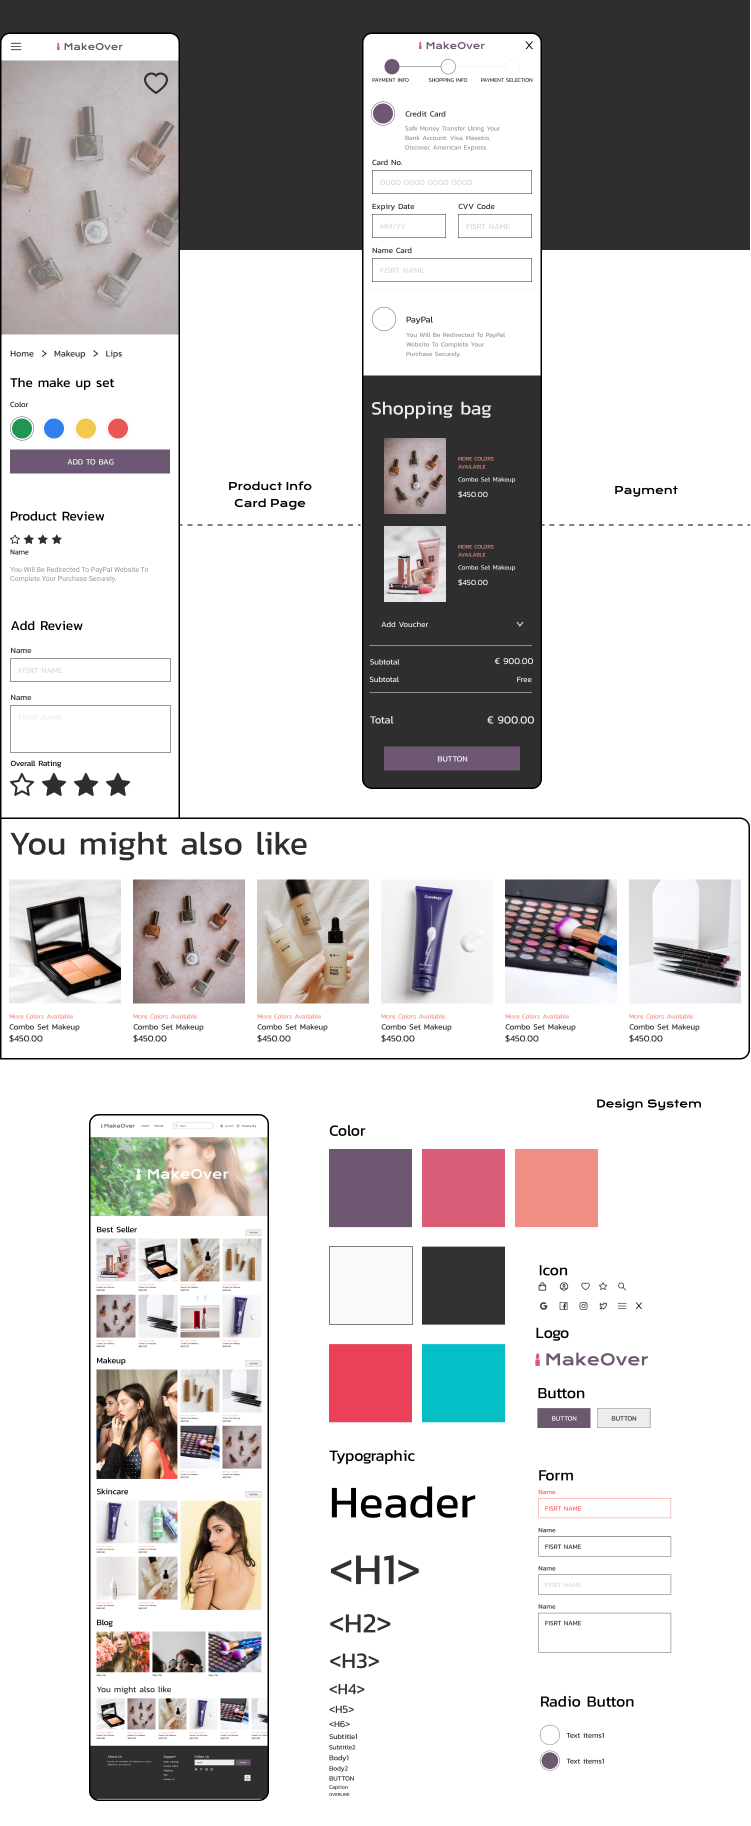 MakeOver
Home > Makeup > Lips
The make up set
Color
ADD TO BAG
Product Review
Name
You Will Be Redirected To PayPal Website To
Complete Your Purchase Securely.
Add Review
Name
FISRT NAME
Name
FISRT NAME
Overall Rating
Product Info
Card Page
MakeOver
X
PAYMENT INFO
SHOPPING INFO
PAYMENT SELECTION
Credit Card
Safe Money Transfer Using Your
Bank Account. Visa, Maestro,
Discover, American Express.
Card No.
0000 0000 0000 0000
Expiry Date
CVV Code
MM/YY
FISRT NAME
Name Card
FISRT NAME
PayPal
You Will Be Redirected To PayPal
Website To Complete Your
Purchase Securely
Shopping bag
MORE COLORS
AVAILABLE
Combo Set Makeup
$450.00
MORE COLORS
AVAILABLE
Combo Set Makeup
$450.00
Add Voucher
Subtotal € 900.00
Subtotal Free
Total € 900.00
BUTTON
Payment
You might also like
More Colors Available
Combo Set Makeup
$450.00
More Colors Available
Combo Set Makeup
$450.00
More Colors Available
Combo Set Makeup
$450.00
More Colors Available
Combo Set Makeup
$450.00
More Colors Available
Combo Set Makeup
$450.00
More Colors Available
Combo Set Makeup
$450.00
MakeOver
MakeOver
Best Seller
Makeup
Skincare
Blog
You might also like
About Us
Support
Follow Us
Design System
Color
Typographic
Header
<H1>
<H2>
<H3>
<H4>
<H5>
<H6>
Subtitle1
Subtitle2
Body1
Body2
BUTTON
Caption
OVERLINE
Icon
Logo
MakeOver
Button
BUTTON
BUTTON
Form
Name
FISRT NAME
Name
FISRT NAME
Name
FISRT NAME
Name
FISRT NAME
Radio Button
Text items1
Text items1